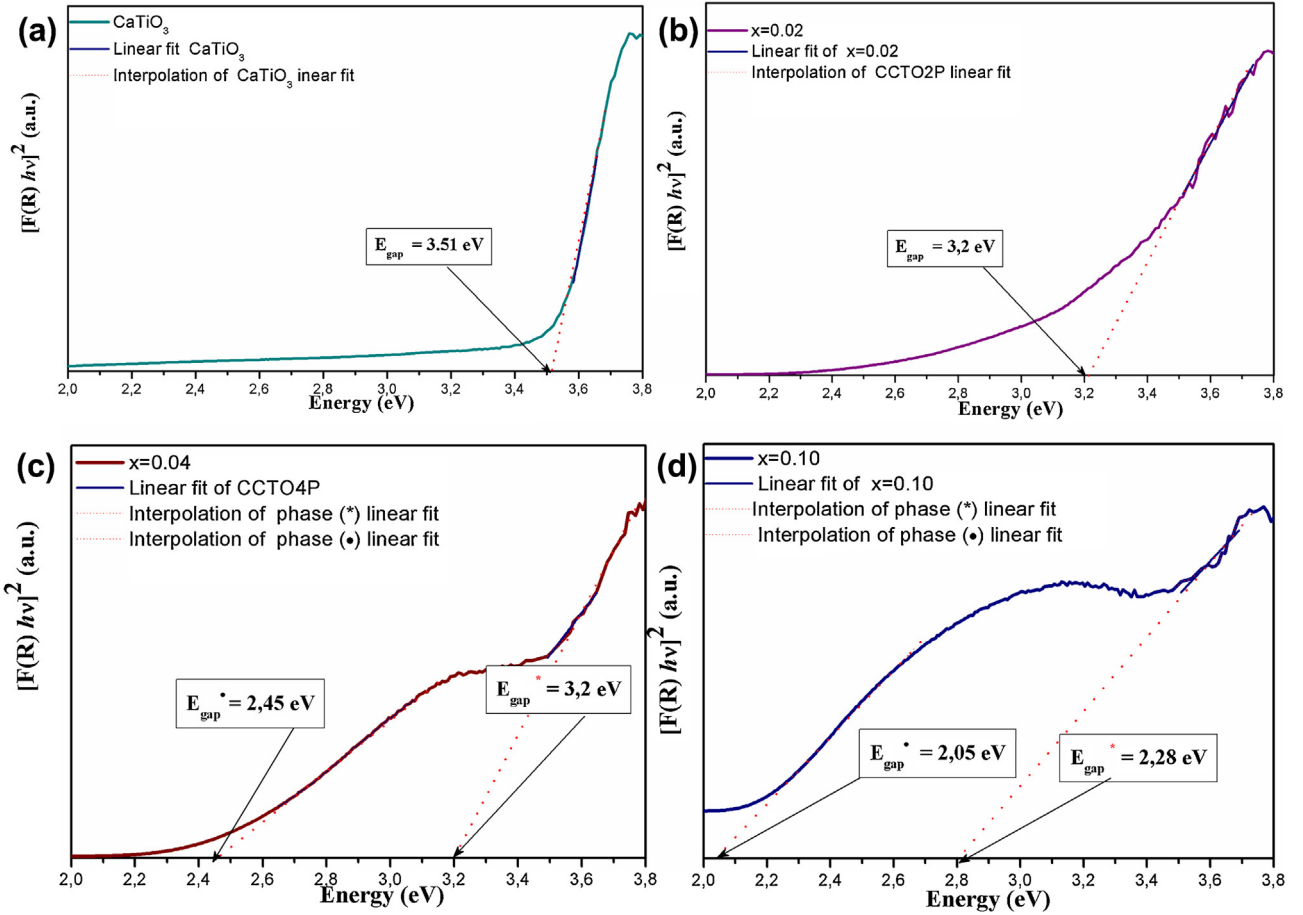 (a)
CaTiO3
Linear fit CaTiO3
Interpolation of CaTiO3 inear fit
[F(R) hν]2 (a.u.)
Egap = 3.51 eV
2,0 2,2 2,4 2,6 2,8 3,0 3,2 3,4 3,6 3,8
Energy (eV)
(b)
x=0.02
Linear fit of x=0.02
Interpolation of CCTO2P linear fit
[F(R) hν]2 (a.u.)
Egap = 3,2 eV
2,0 2,2 2,4 2,6 2,8 3,0 3,2 3,4 3,6 3,8
Energy (eV)
(c)
x=0.04
Linear fit of CCTO4P
Interpolation of phase (*) linear fit
Interpolation of phase (•) linear fit
[F(R) hν]2 (a.u.)
Egap• = 2,45 eV
Egap* = 3,2 eV
2,0 2,2 2,4 2,6 2,8 3,0 3,2 3,4 3,6 3,8
Energy (eV)
(d)
x=0.10
Linear fit of x=0.10
Interpolation of phase (*) linear fit
Interpolation of phase (•) linear fit
[F(R) hν]2 (a.u.)
Egap• = 2,05 eV
Egap* = 2,28 eV
2,0 2,2 2,4 2,6 2,8 3,0 3,2 3,4 3,6 3,8
Energy (eV)